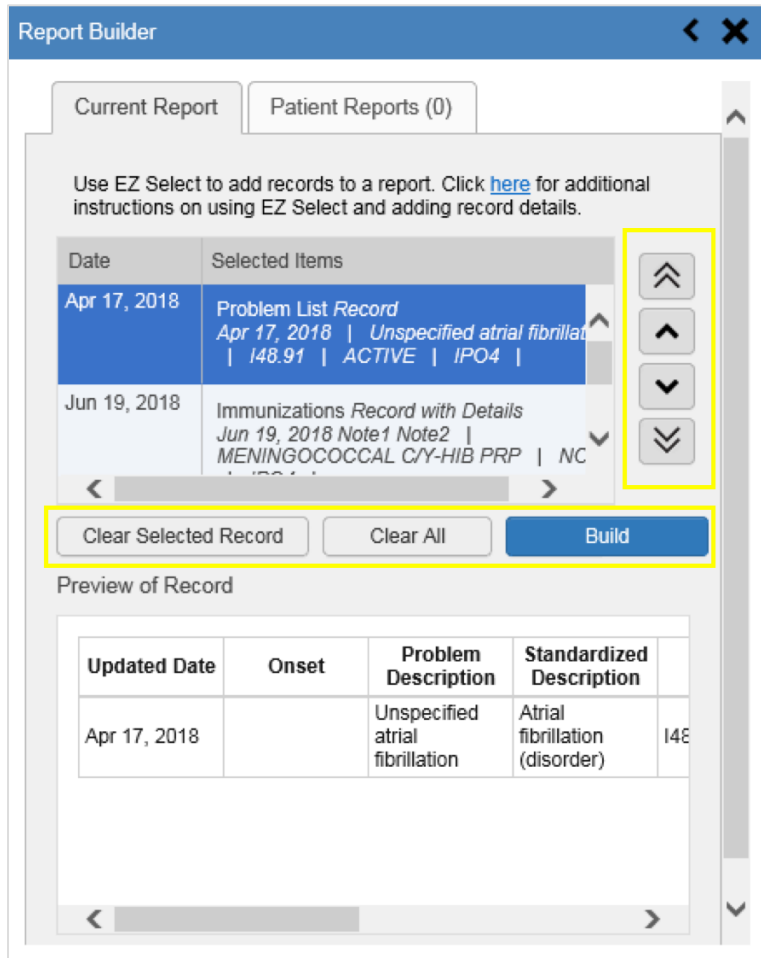 Report Builder
Current Report
Patient Reports (0)
Use EZ Select to add records to a report. Click here for additional
instructions on using EZ Select and adding record details.
Date
Selected Items
Apr 17, 2018
Problem List Record
Apr 17, 2018 | Unspecified atrial fibrillat
| I48.91 | ACTIVE | IPO4 |
Jun 19, 2018
Immunizations Record with Details
Jun 19, 2018 Note1 Note2 |
MENINGOCOCCAL C/Y-HIB PRP | NO
Clear Selected Record
Clear All
Build
Preview of Record
Updated Date
Onset
Problem
Description
Standardized
Description
Apr 17, 2018
Unspecified
atrial
fibrillation
Atrial
fibrillation
(disorder)
I48